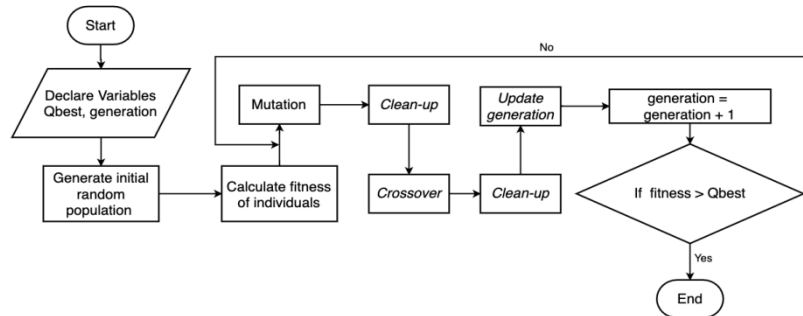 Start
Declare Variables
Qbest, generation
Generate initial
random
population
Calculate fitness
of individuals
Mutation
Clean-up
Crossover
Clean-up
Update
generation
generation =
generation + 1
If fitness > Qbest
No
Yes
End